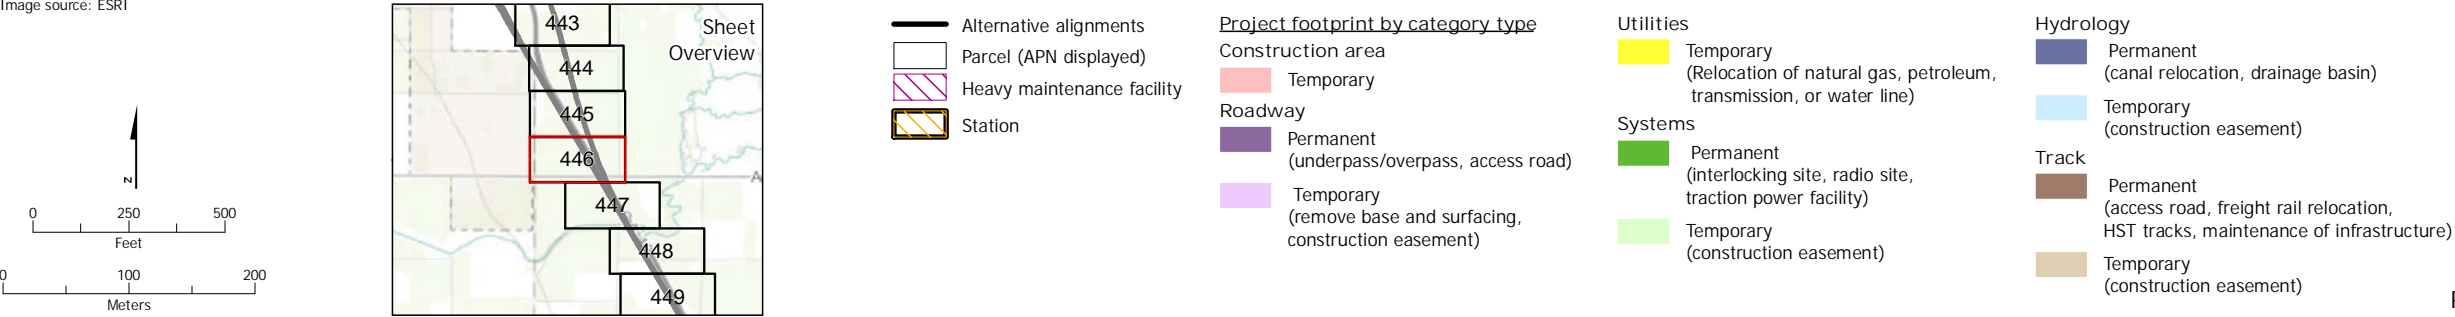 Image source: ESRI
N
0 250 500
Feet
0 100 200
Meters
Sheet
Overview
443
444
445
446
447
448
449
Alternative alignments
Parcel (APN displayed)
Heavy maintenance facility
Station
Project footprint by category type
Construction area
Temporary
Roadway
Permanent
(underpass/overpass, access road)
Temporary
(remove base and surfacing,
construction easement)
Utilities
Temporary
(Relocation of natural gas, petroleum,
transmission, or water line)
Systems
Permanent
(interlocking site, radio site,
traction power facility)
Temporary
(construction easement)
Hydrology
Permanent
(canal relocation, drainage basin)
Temporary
(construction easement)
Track
Permanent
(access road, freight rail relocation,
HST tracks, maintenance of infrastructure)
Temporary
(construction easement)